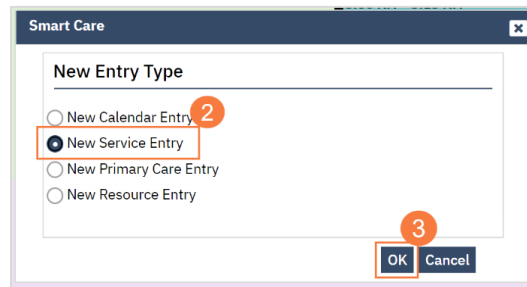 Smart Care
New Entry Type
New Calendar Entry
2
New Service Entry
New Primary Care Entry
New Resource Entry
3
OK Cancel